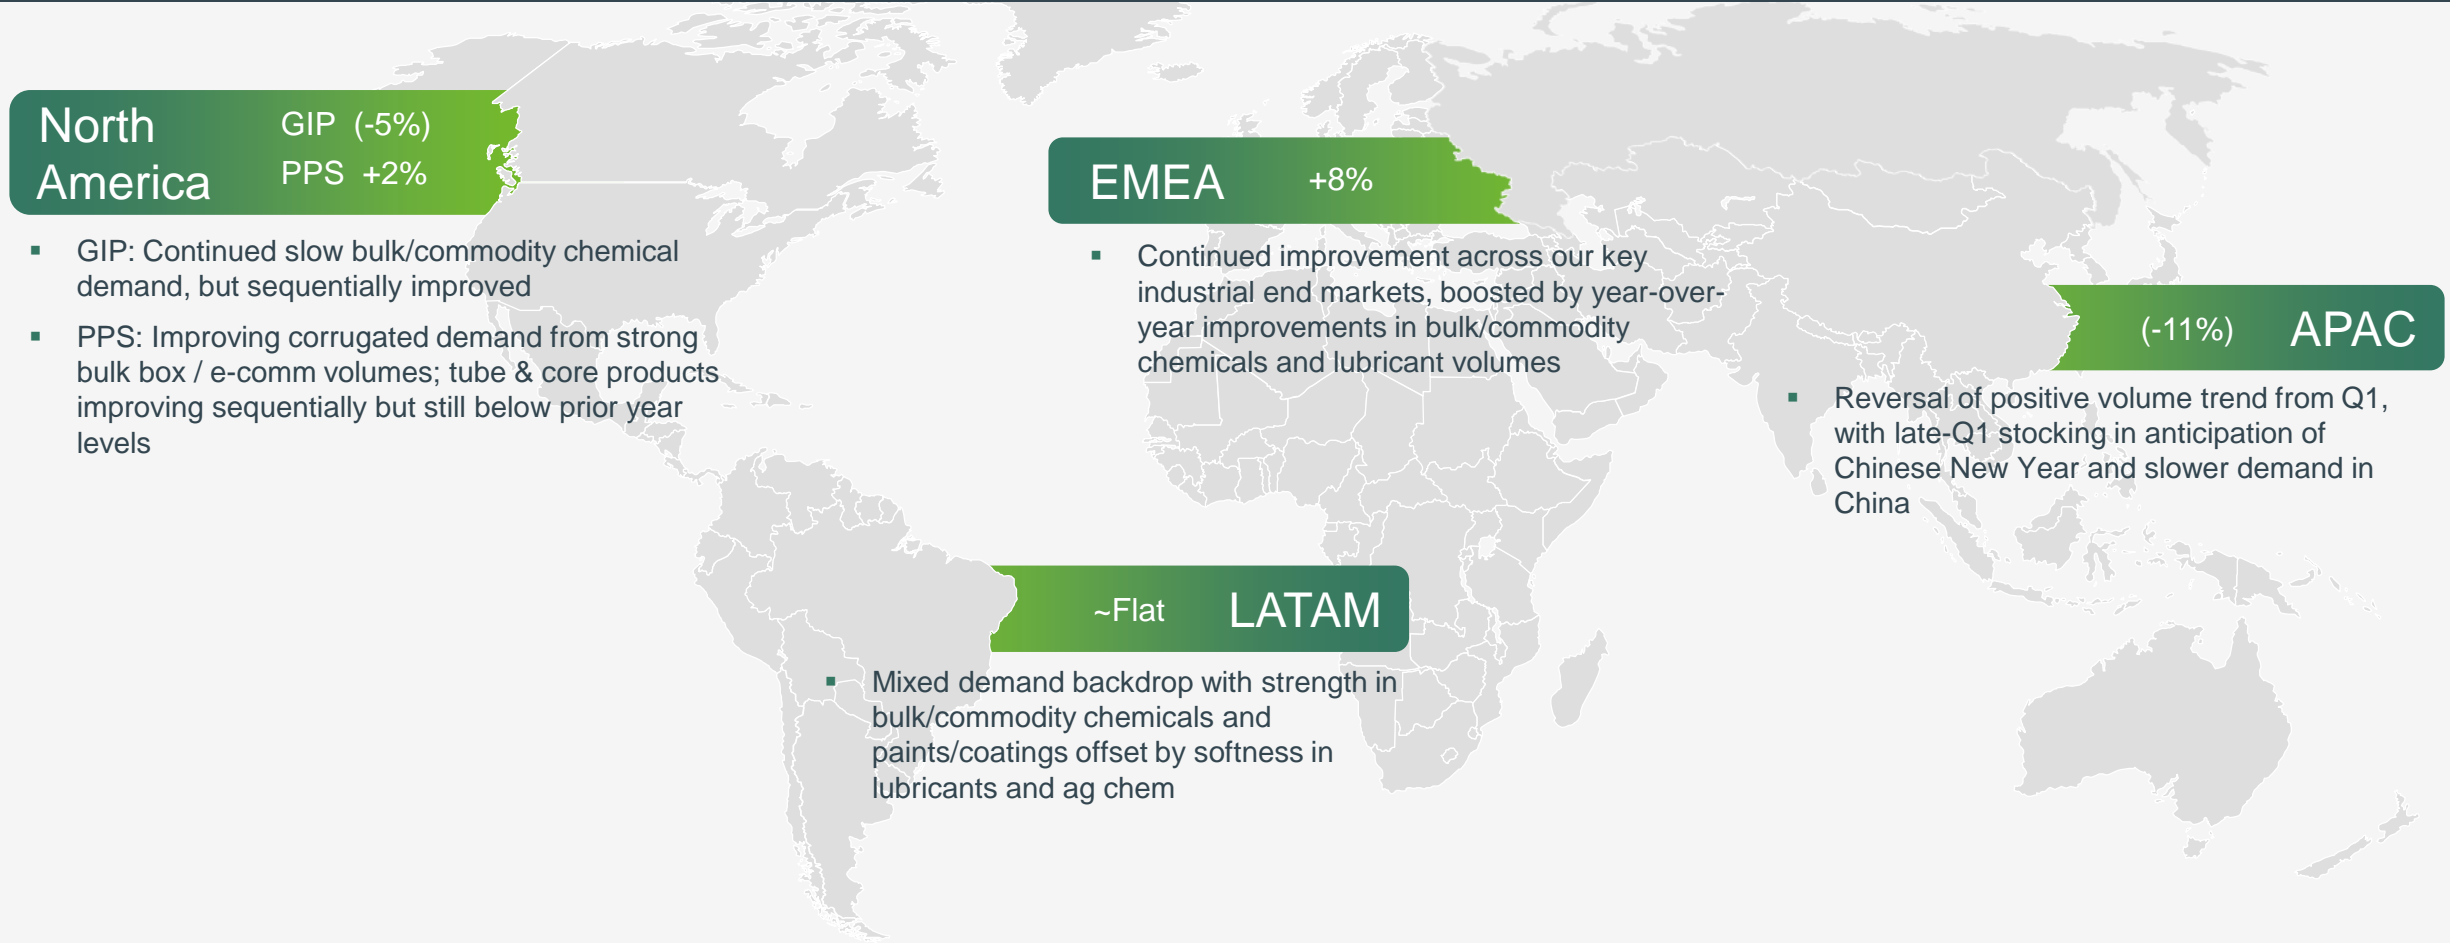 North
America
GIP (-5%)
PPS +2%
▪ GIP: Continued slow bulk/commodity chemical
demand, but sequentially improved
▪ PPS: Improving corrugated demand from strong
bulk box / e-comm volumes; tube & core products
improving sequentially but still below prior year
levels
EMEA +8%
▪ Continued improvement across our key
industrial end markets, boosted by year-over-
year improvements in bulk/commodity
chemicals and lubricant volumes
(-11%) APAC
▪ Reversal of positive volume trend from Q1,
with late-Q1 stocking in anticipation of
Chinese New Year and slower demand in
China
~Flat LATAM
▪ Mixed demand backdrop with strength in
bulk/commodity chemicals and
paints/coatings offset by softness in
lubricants and ag chem